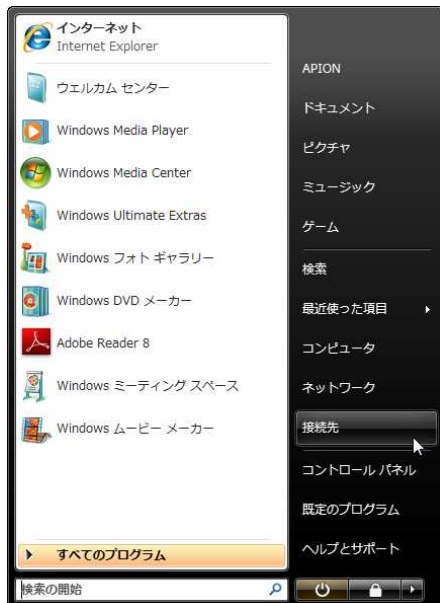 インターネット
Internet Explorer
ウェルカム センター
Windows Media Player
Windows Media Center
Windows Ultimate Extras
Windows フォト ギャラリー
Windows DVD メーカー
Adobe Reader 8
Windows ミーティング スペース
Windows ムービー メーカー
すべてのプログラム
検索の開始
APION
ドキュメント
ピクチャ
ミュージック
ゲーム
検索
最近使った項目
コンピュータ
ネットワーク
接続先
コントロール パネル
既定のプログラム
ヘルプとサポート